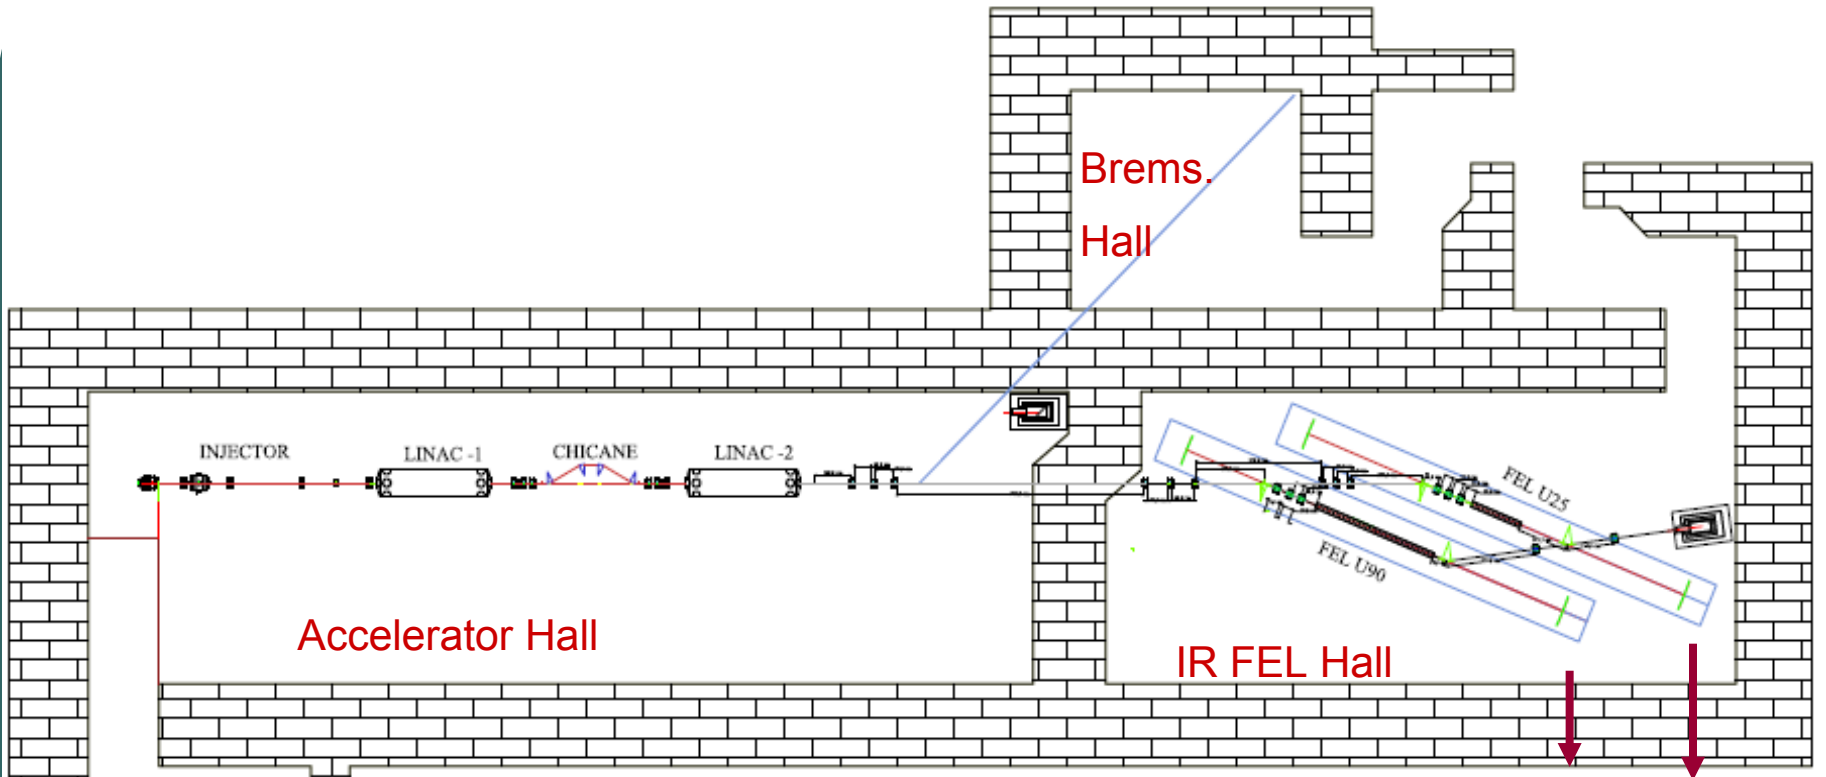 Brems.
Hall
INJECTOR
LINAC -1
CHICANE
LINAC -2
FEL U25
FEL U90
Accelerator Hall
IR FEL Hall